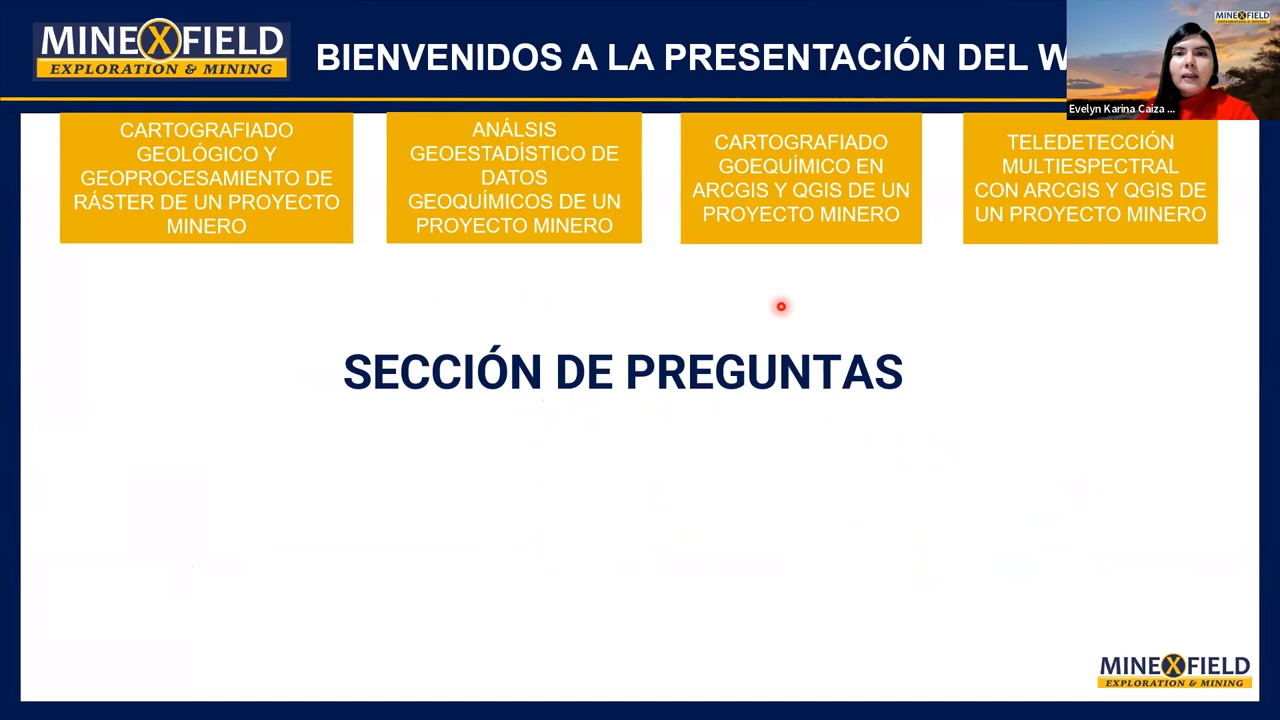 MINEXFIELD
EXPLORATION & MINING
BIENVENIDOS A LA PRESENTACIÓN DEL W
MINEXFIELD
Evelyn Karina Caiza ...
CARTOGRAFIADO
GEOLÓGICO Y
GEOPROCESAMIENTO DE
RÁSTER DE UN PROYECTO
MINERO
ANÁLSIS
GEOESTADÍSTICO DE
DATOS
GEOQUÍMICOS DE UN
PROYECTO MINERO
CARTOGRAFIADO
GOEQUÍMICO EN
ARCGIS Y QGIS DE UN
PROYECTO MINERO
TELEDETECCIÓN
MULTIESPECTRAL
CON ARCGIS Y QGIS DE
UN PROYECTO MINERO
SECCIÓN DE PREGUNTAS
MINEXFIELD
EXPLORATION & MINING